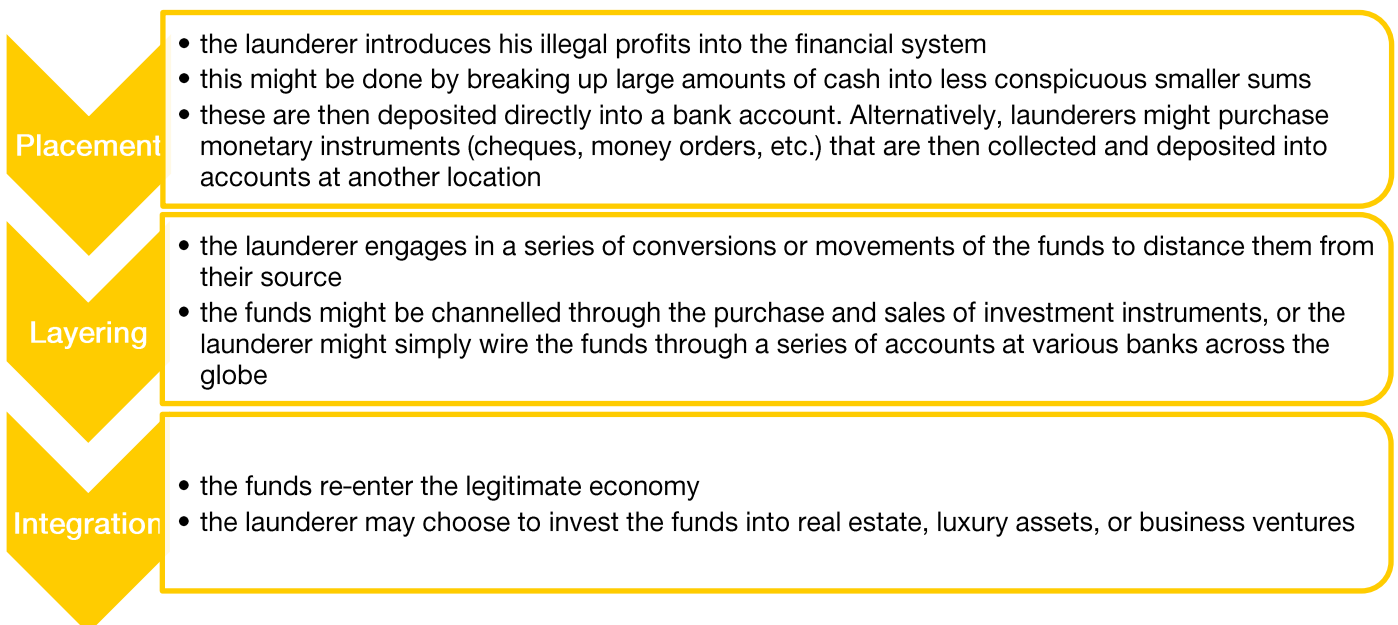 Placement
• the launderer introduces his illegal profits into the financial system
• this might be done by breaking up large amounts of cash into less conspicuous smaller sums
• these are then deposited directly into a bank account. Alternatively, launderers might purchase
monetary instruments (cheques, money orders, etc.) that are then collected and deposited into
accounts at another location
Layering
• the launderer engages in a series of conversions or movements of the funds to distance them from
their source
• the funds might be channelled through the purchase and sales of investment instruments, or the
launderer might simply wire the funds through a series of accounts at various banks across the
globe
Integration
• the funds re-enter the legitimate economy
• the launderer may choose to invest the funds into real estate, luxury assets, or business ventures